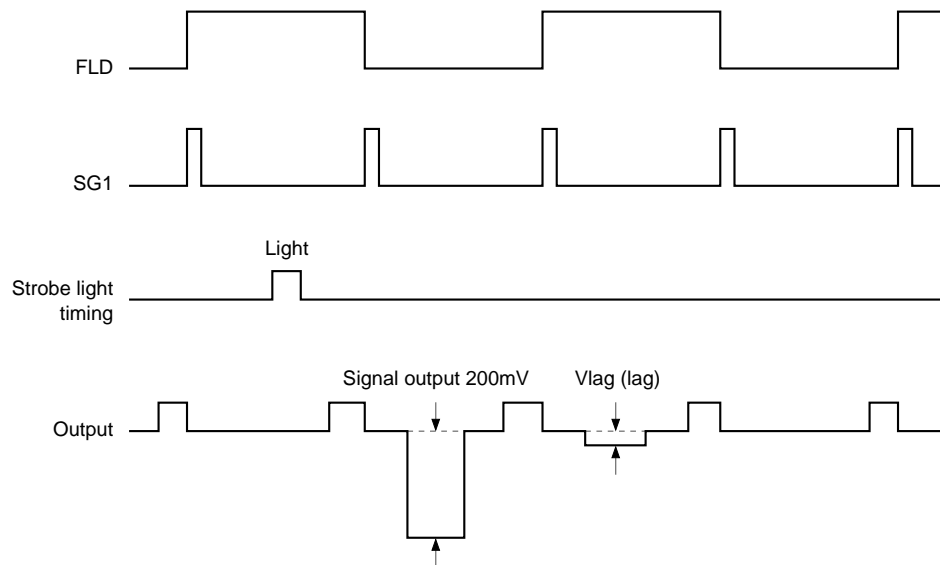 FLD
SG1
Light
Strobe light
timing
Signal output 200mV
Vlag (lag)
Output